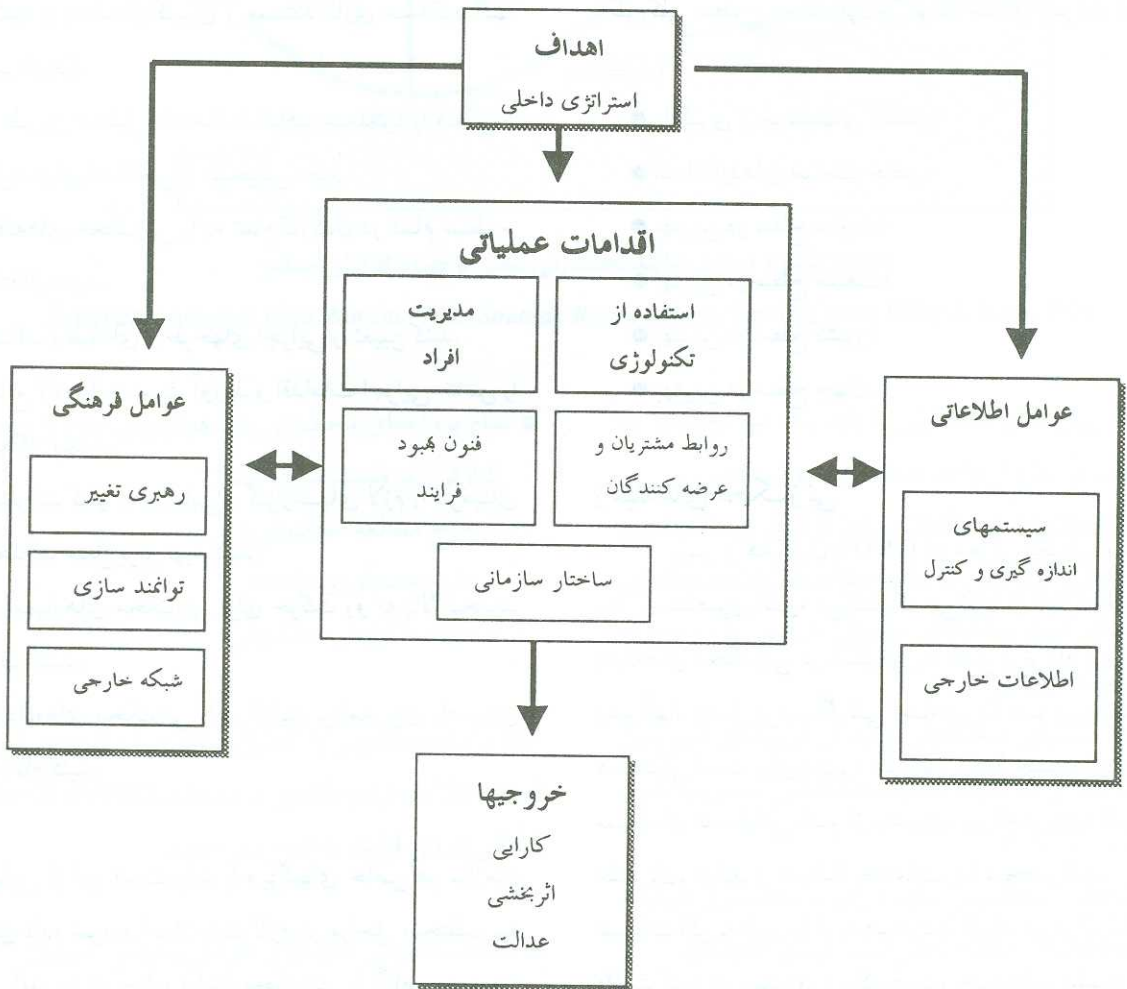 اهداف
استراتژی داخلی
اقدامات عملیاتی
استفاده از
تکنولوژی
مدیریت
افراد
روابط مشتریان و
عرضه کنندگان
فنون بهبود
فرایند
ساختار سازمانی
عوامل اطلاعاتی
سیستمهای
اندازه گیری و کنترل
اطلاعات خارجی
عوامل فرهنگی
رهبری تغییر
توانمند سازی
شبکه خارجی
خروجیها
کارایی
اثربخشی
عدالت